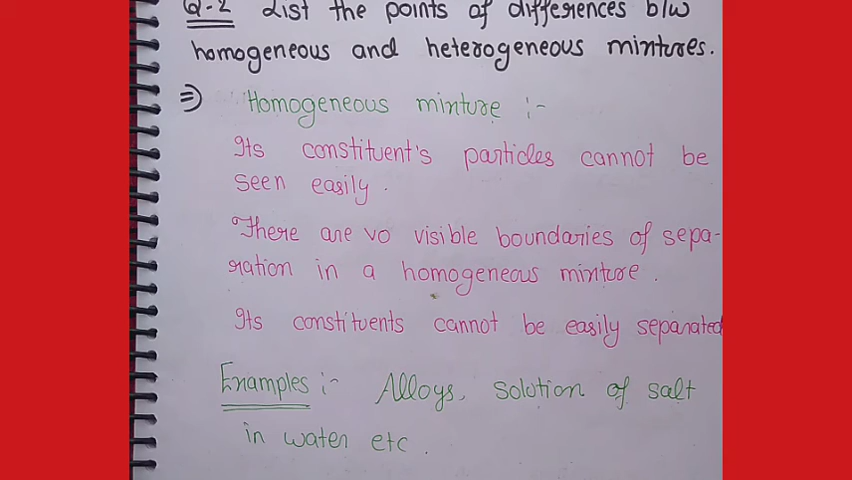 Q-2 List the points of differences b/w
homogeneous and heterogeneous mixtures.
⇒ Homogeneous mixture :-
Its constituent's particles cannot be
seen easily.
There are no visible boundaries of sepa-
ration in a homogeneous mixture.
Its constituents cannot be easily separated
Examples :- Alloys, solution of salt
in water etc.